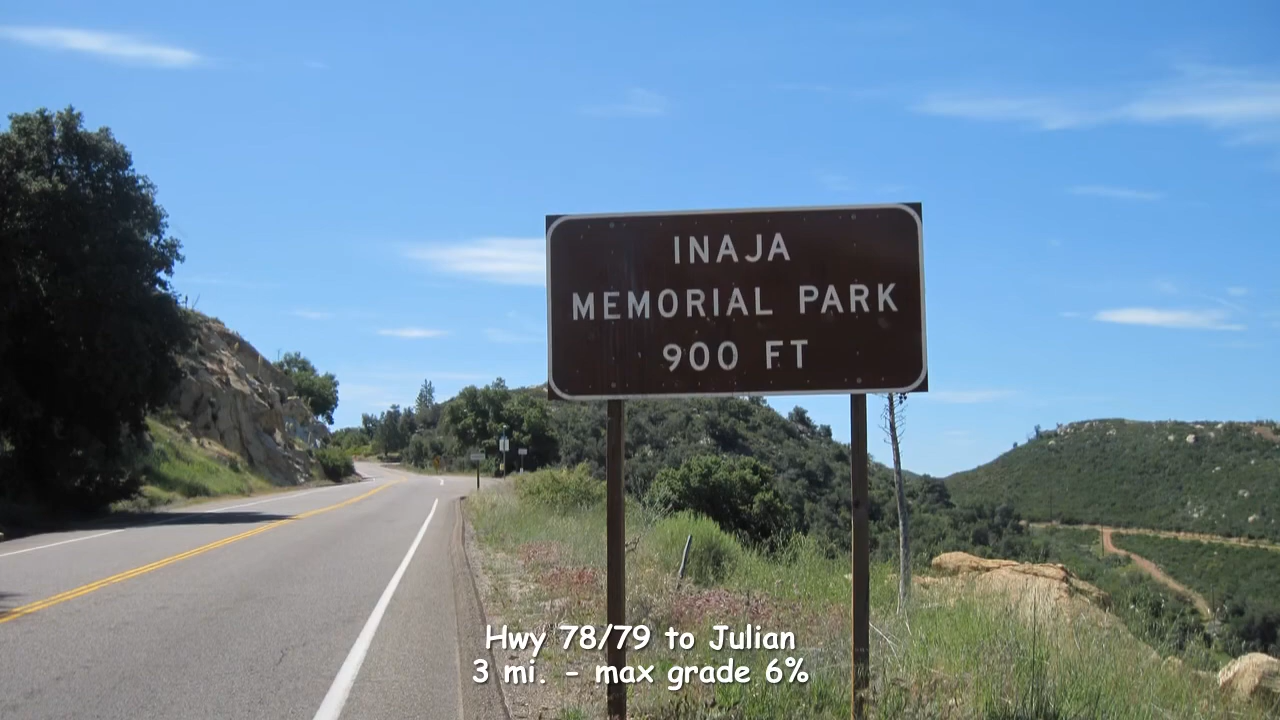 INAJA
MEMORIAL PARK
900 FT
Hwy 78/79 to Julian
3 mi. - max grade 6%